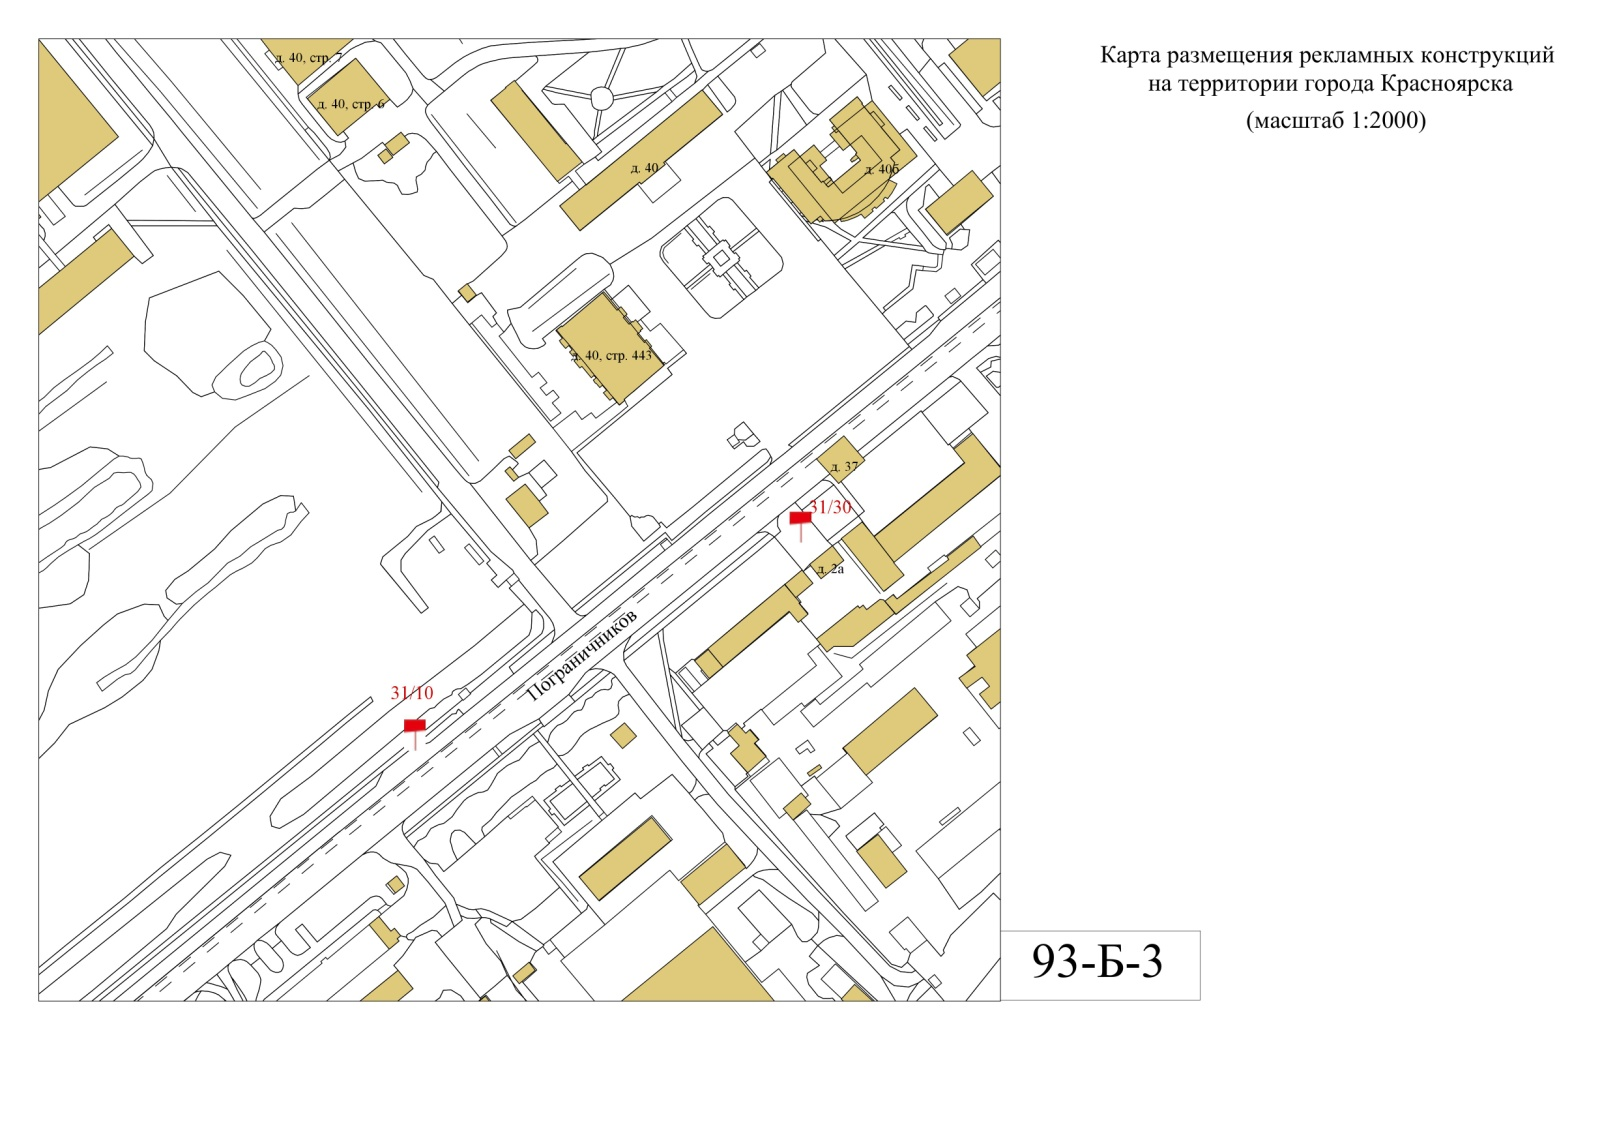 Карта размещения рекламных конструкций
на территории города Красноярска
(масштаб 1:2000)
д. 40, стр. 7
д. 40, стр. 6
д. 40
д. 40б
д. 40, стр. 443
д. 37
31/30
д. 2а
Пограничников
31/10
93-Б-3